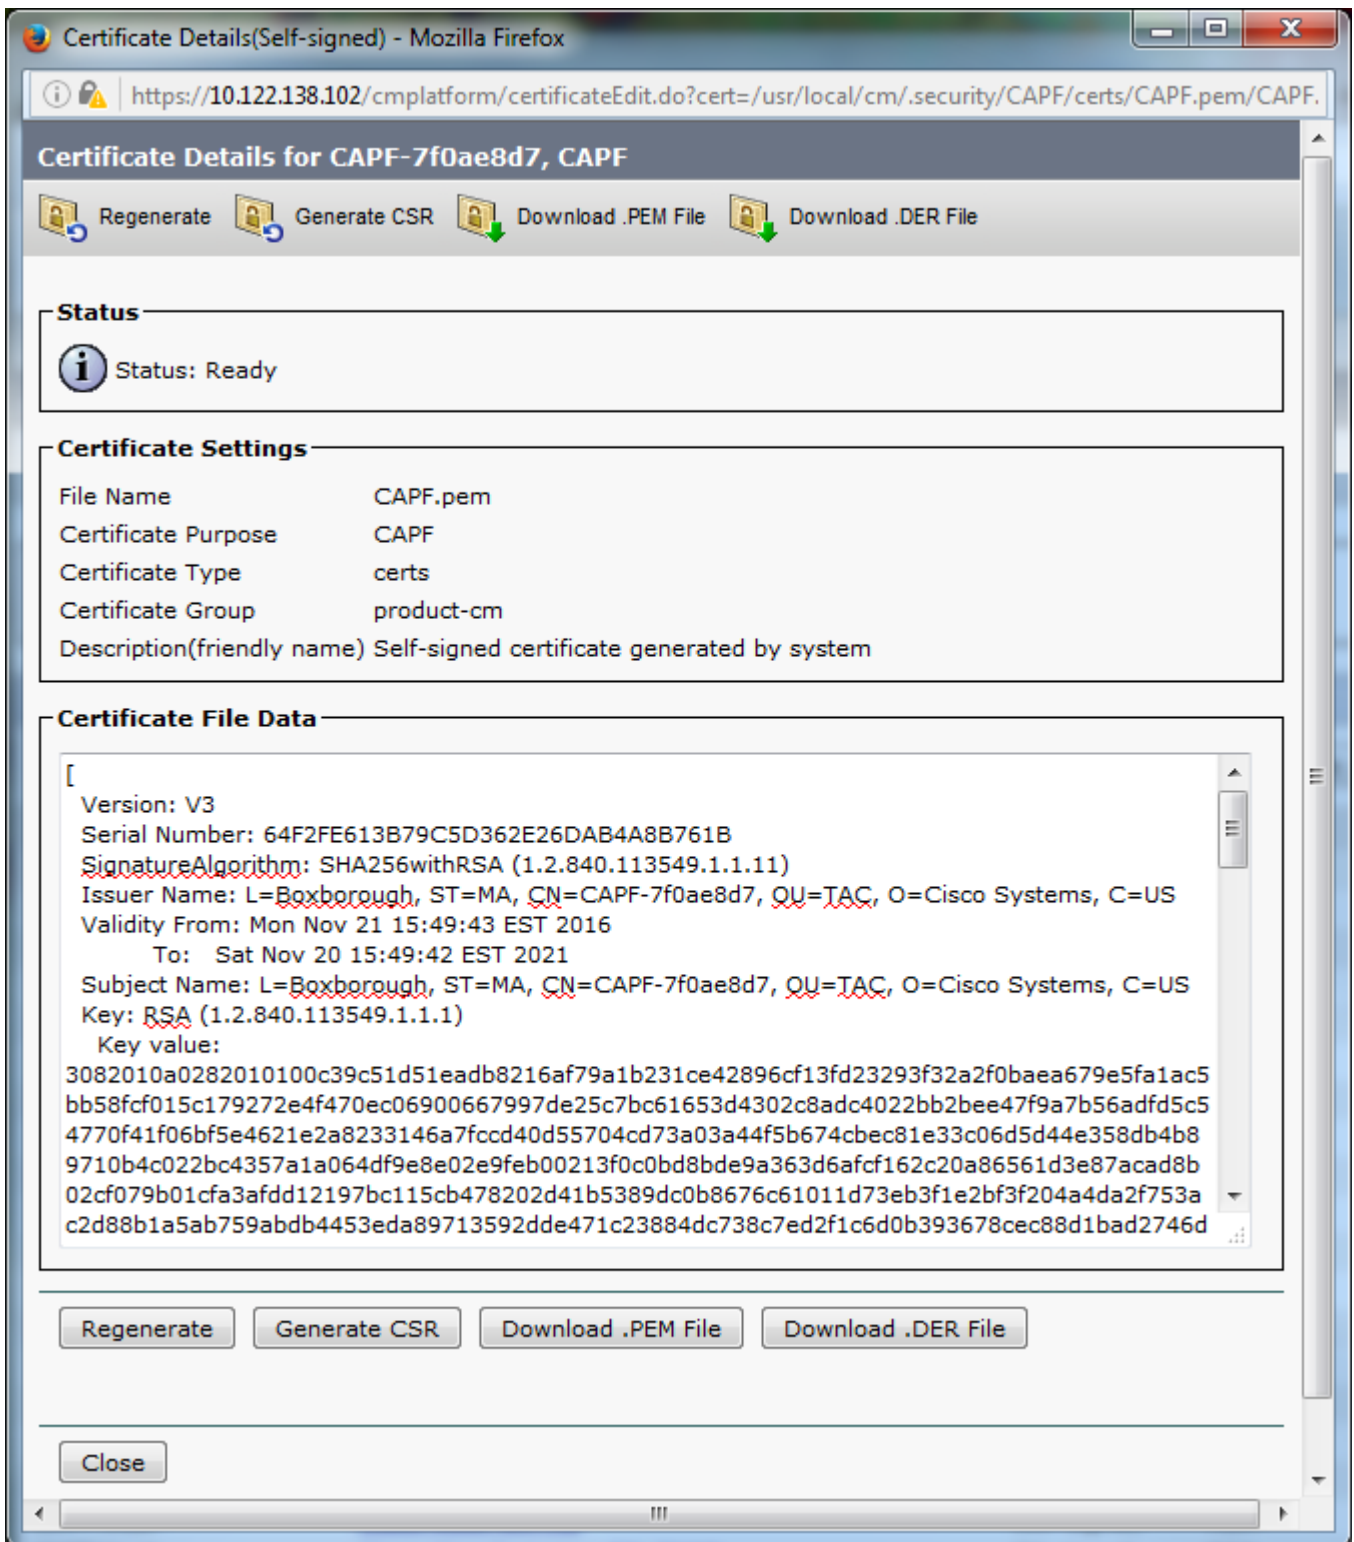 Certificate Details(Self-signed) - Mozilla Firefox
https://10.122.138.102/cmplatform/certificateEdit.do?cert=/usr/local/cm/.security/CAPF/certs/CAPF.pem/CAPF.
Certificate Details for CAPF-7f0ae8d7, CAPF
Regenerate Generate CSR Download .PEM File Download .DER File
Status
Status: Ready
Certificate Settings
File Name CAPF.pem
Certificate Purpose CAPF
Certificate Type certs
Certificate Group product-cm
Description(friendly name) Self-signed certificate generated by system
Certificate File Data
[
Version: V3
Serial Number: 64F2FE613B79C5D362E26DAB4A8B761B
SignatureAlgorithm: SHA256withRSA (1.2.840.113549.1.1.11)
Issuer Name: L=Boxborough, ST=MA, CN=CAPF-7f0ae8d7, OU=TAC, O=Cisco Systems, C=US
Validity From: Mon Nov 21 15:49:43 EST 2016
To: Sat Nov 20 15:49:42 EST 2021
Subject Name: L=Boxborough, ST=MA, CN=CAPF-7f0ae8d7, OU=TAC, O=Cisco Systems, C=US
Key: RSA (1.2.840.113549.1.1.1)
Key value:
3082010a0282010100c39c51d51eadb8216af79a1b231ce42896cf13fd23293f32a2f0baea679e5fa1ac5
bb58fcf015c179272e4f470ec06900667997de25c7bc61653d4302c8adc4022bb2bee47f9a7b56adfd5c5
4770f41f06bf5e4621e2a8233146a7fccd40d55704cd73a03a44f5b674cbec81e33c06d5d44e358db4b8
9710b4c022bc4357a1a064df9e8e02e9feb00213f0c0bd8bde9a363d6afcf162c20a86561d3e87acad8b
02cf079b01cfa3afdd12197bc115cb478202d41b5389dc0b8676c61011d73eb3f1e2bf3f204a4da2f753a
c2d88b1a5ab759abdb4453eda89713592dde471c23884dc738c7ed2f1c6d0b393678cec88d1bad2746d
Regenerate Generate CSR Download .PEM File Download .DER File
Close